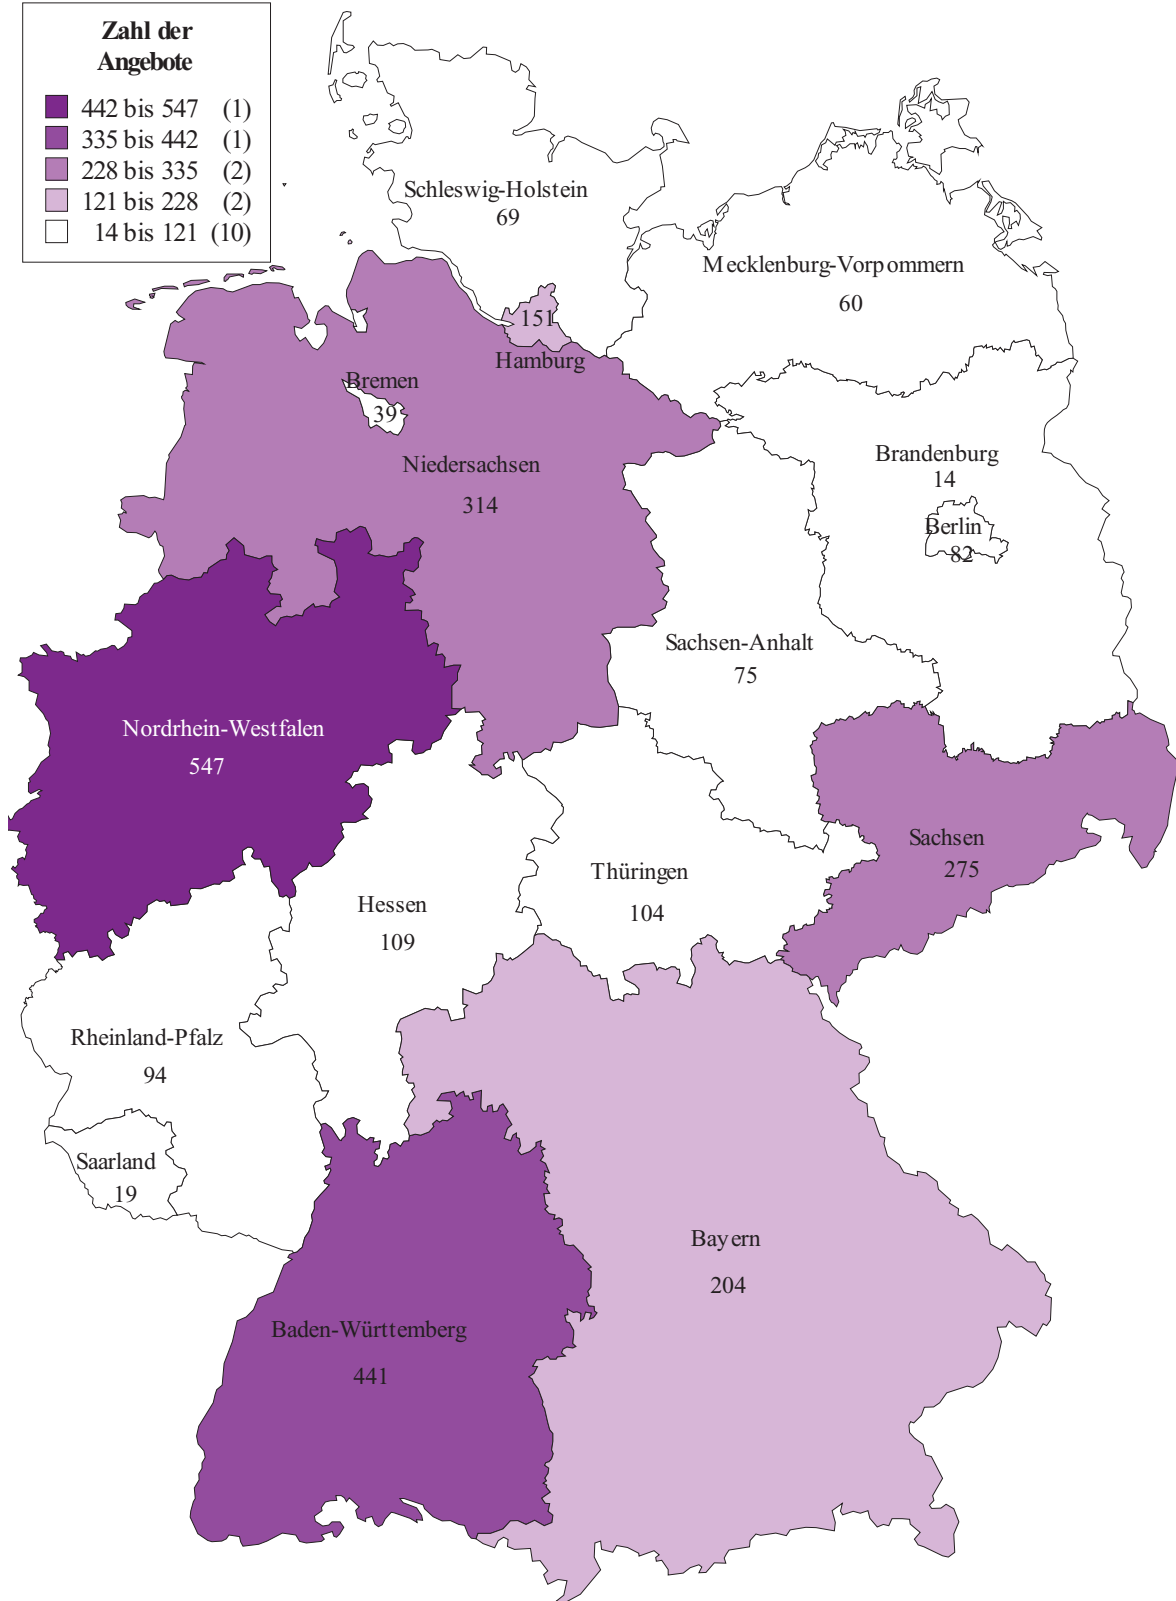 Zahl der
Angebote
442 bis 547 (1)
335 bis 442 (1)
228 bis 335 (2)
121 bis 228 (2)
14 bis 121 (10)
Schleswig-Holstein
69
Mecklenburg-Vorpommern
60
151
Hamburg
Bremen
39
Niedersachsen
314
Brandenburg
14
Berlin
82
Sachsen-Anhalt
75
Nordrhein-Westfalen
547
Sachsen
275
Thüringen
104
Hessen
109
Rheinland-Pfalz
94
Saarland
19
Bayern
204
Baden-Württemberg
441